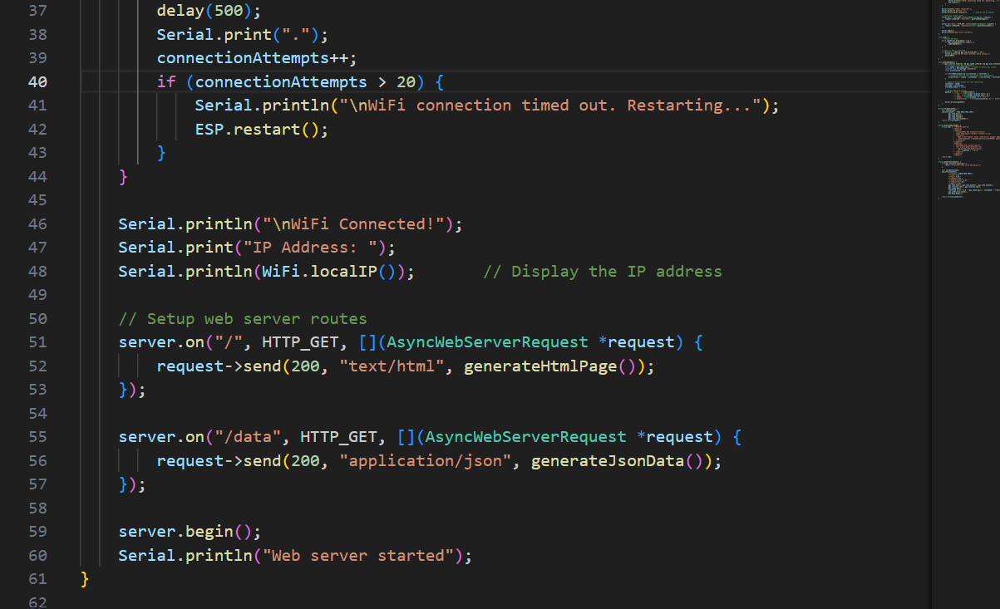 37 delay(500);
38 Serial.print(".");
39 connectionAttempts++;
40 if (connectionAttempts > 20) {
41 Serial.println("\nWiFi connection timed out. Restarting...");
42 ESP.restart();
43 }
44 }
45
46 Serial.println("\nWiFi Connected!");
47 Serial.print("IP Address: ");
48 Serial.println(WiFi.localIP()); // Display the IP address
49
50 // Setup web server routes
51 server.on("/", HTTP_GET, [](AsyncWebServerRequest *request) {
52 request->send(200, "text/html", generateHtmlPage());
53 });
54
55 server.on("/data", HTTP_GET, [](AsyncWebServerRequest *request) {
56 request->send(200, "application/json", generateJsonData());
57 });
58
59 server.begin();
60 Serial.println("Web server started");
61 }
62